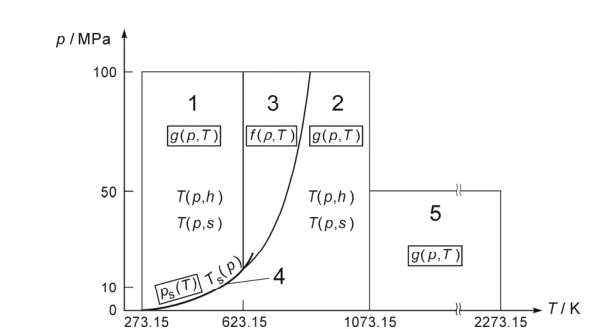 p / MPa
100
50
10
0
1
3
2
g(p,T)
f(ρ,T)
g(p,T)
T(p,h)
T(p,s)
T(p,h)
T(p,s)
5
g(p,T)
pₛ(T)
Tₛ(p)
4
T / K
273.15
623.15
1073.15
2273.15